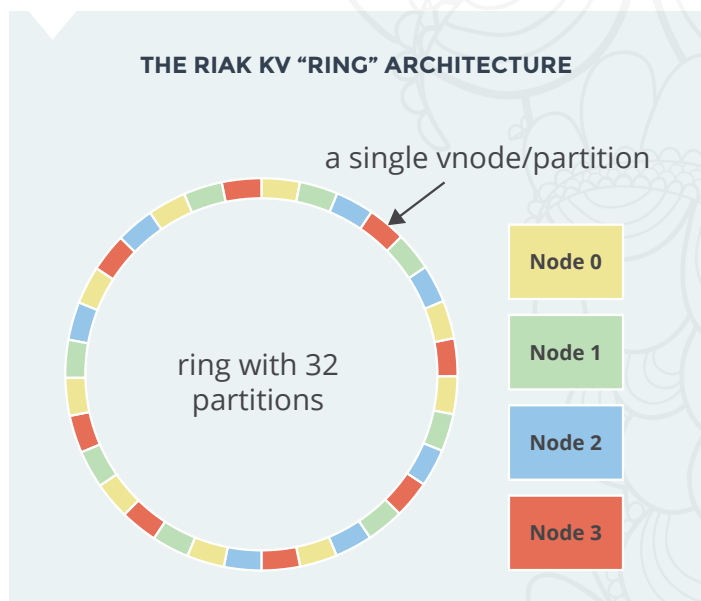 THE RIAK KV “RING” ARCHITECTURE
a single vnode/partition
ring with 32
partitions
Node 0
Node 1
Node 2
Node 3